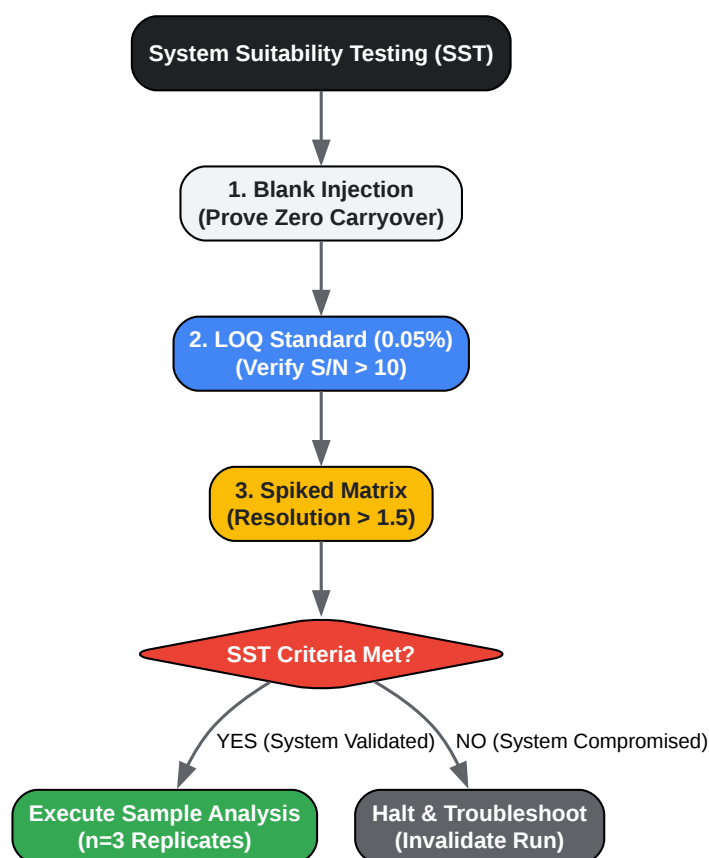 System Suitability Testing (SST)
1. Blank Injection
(Prove Zero Carryover)
2. LOQ Standard (0.05%)
(Verify S/N > 10)
3. Spiked Matrix
(Resolution > 1.5)
SST Criteria Met?
YES (System Validated)
NO (System Compromised)
Execute Sample Analysis
(n=3 Replicates)
Halt & Troubleshoot
(Invalidate Run)